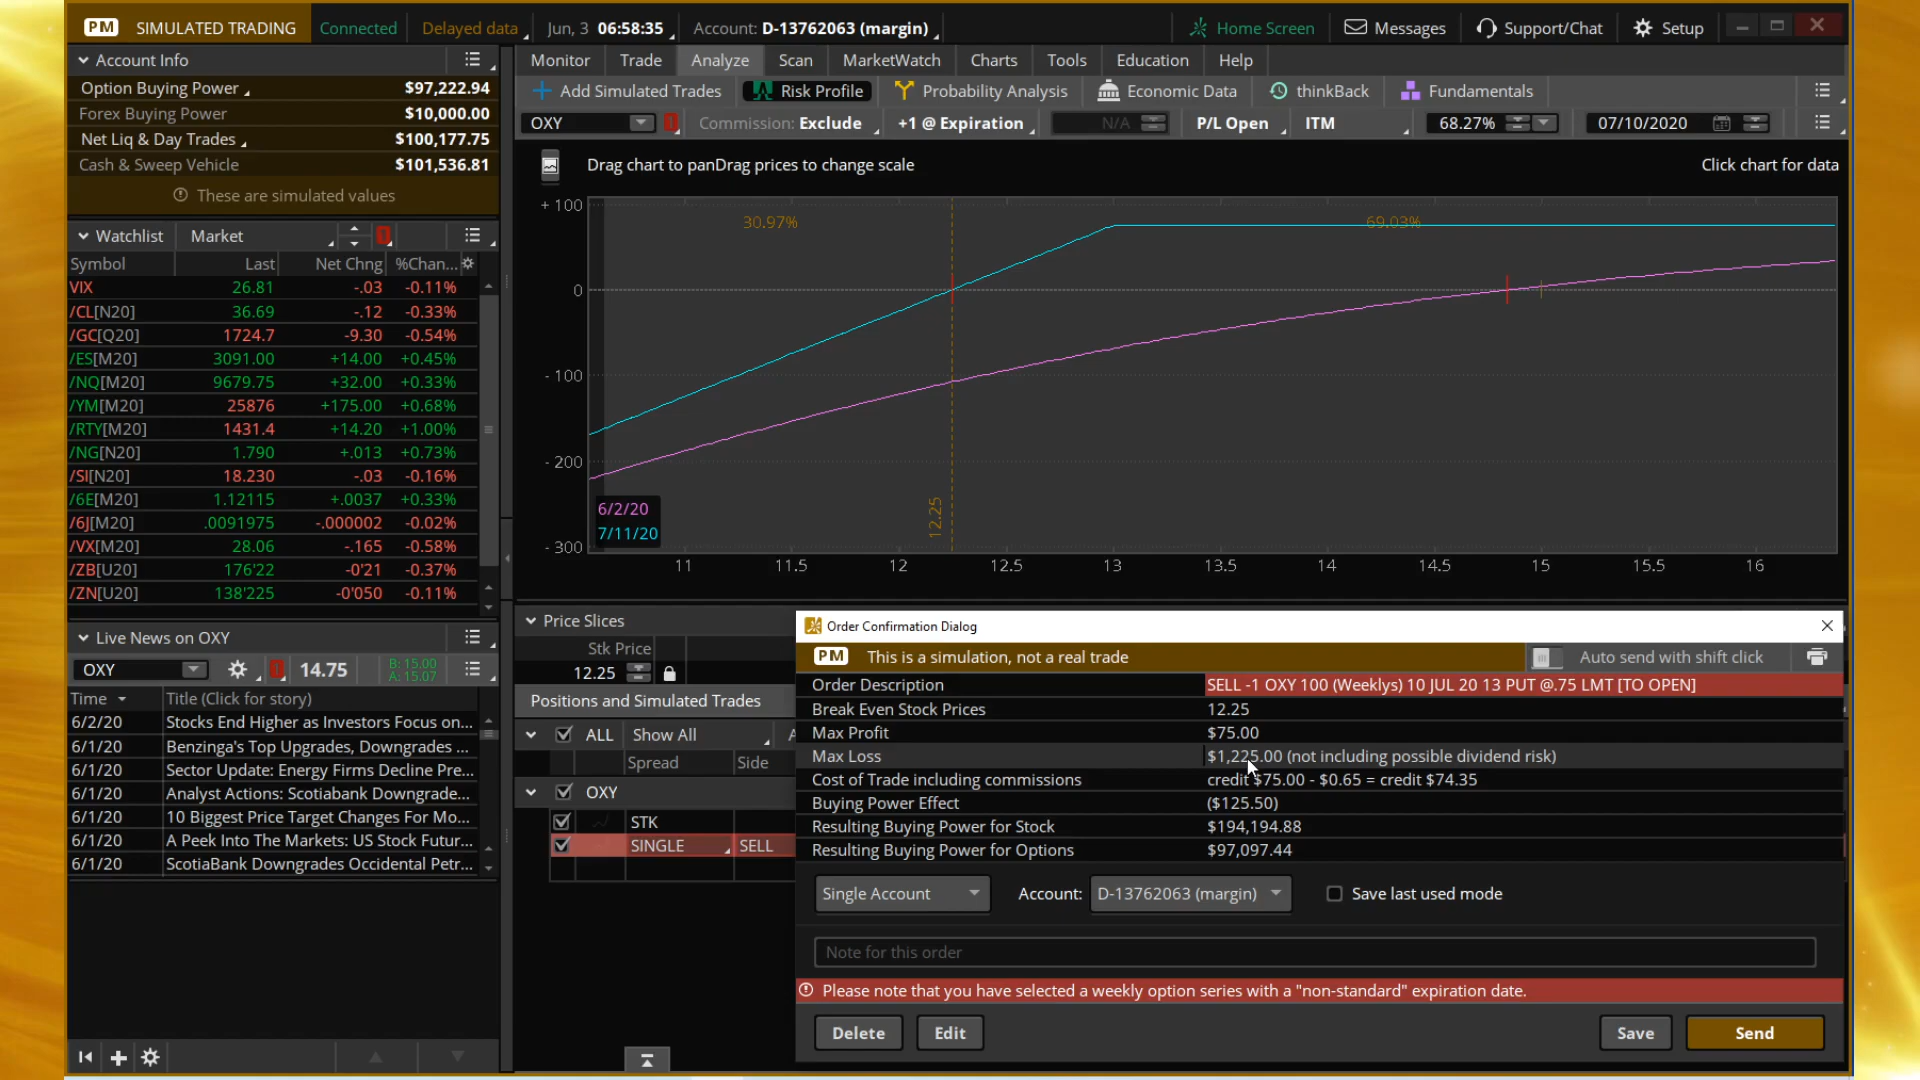 PM SIMULATED TRADING Connected Delayed data Jun, 3 06:58:35 Account: D-13762063 (margin) Home Screen Messages Support/Chat Setup
Account Info
Option Buying Power $97,222.94
Forex Buying Power $10,000.00
Net Liq & Day Trades $100,177.75
Cash & Sweep Vehicle $101,536.81
These are simulated values
Watchlist Market
Symbol Last Net Chng %Chan...
VIX 26.81 -.03 -0.11%
/CL[N20] 36.69 -.12 -0.33%
/GC[Q20] 1724.7 -9.30 -0.54%
/ES[M20] 3091.00 +14.00 +0.45%
/NQ[M20] 9679.75 +32.00 +0.33%
/YM[M20] 25876 +175.00 +0.68%
/RTY[M20] 1431.4 +14.20 +1.00%
/NG[N20] 1.790 +.013 +0.73%
/SI[N20] 18.230 -.03 -0.16%
/6E[M20] 1.12115 +.0037 +0.33%
/6J[M20] .0091975 -.000002 -0.02%
/VX[M20] 28.06 -.165 -0.58%
/ZB[U20] 176'22 -0'21 -0.37%
/ZN[U20] 138'225 -0'050 -0.11%
Live News on OXY
OXY 14.75 B: 15.00
A: 15.07
Time Title (Click for story)
6/2/20 Stocks End Higher as Investors Focus on...
6/1/20 Benzinga's Top Upgrades, Downgrades ...
6/1/20 Sector Update: Energy Firms Decline Pre...
6/1/20 Analyst Actions: Scotiabank Downgrade...
6/1/20 10 Biggest Price Target Changes For Mo...
6/1/20 A Peek Into The Markets: US Stock Futur...
6/1/20 ScotiaBank Downgrades Occidental Petr...
Monitor Trade Analyze Scan MarketWatch Charts Tools Education Help
Add Simulated Trades Risk Profile Probability Analysis Economic Data thinkBack Fundamentals
OXY Commission: Exclude +1 @ Expiration N/A P/L Open ITM 68.27% 07/10/2020
Drag chart to panDrag prices to change scale Click chart for data
+ 100
30.97% 69.03%
0
- 100
- 200
- 300
12.25
6/2/20
7/11/20
11 11.5 12 12.5 13 13.5 14 14.5 15 15.5 16
Price Slices
Stk Price
12.25
Positions and Simulated Trades
ALL Show All
Spread Side
OXY
STK
SINGLE SELL
Order Confirmation Dialog
PM This is a simulation, not a real trade Auto send with shift click
Order Description SELL -1 OXY 100 (Weeklys) 10 JUL 20 13 PUT @.75 LMT [TO OPEN]
Break Even Stock Prices 12.25
Max Profit $75.00
Max Loss $1,225.00 (not including possible dividend risk)
Cost of Trade including commissions credit $75.00 - $0.65 = credit $74.35
Buying Power Effect ($125.50)
Resulting Buying Power for Stock $194,194.88
Resulting Buying Power for Options $97,097.44
Single Account Account: D-13762063 (margin) Save last used mode
Note for this order
Please note that you have selected a weekly option series with a "non-standard" expiration date.
Delete Edit Save Send